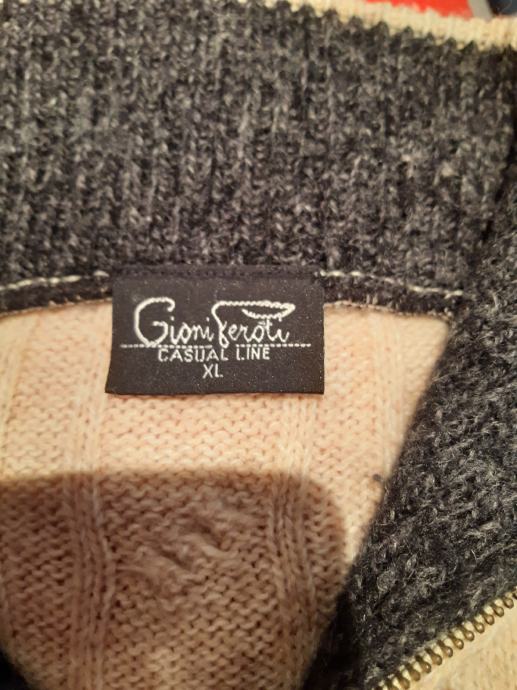 Gioni Feroti
CASUAL LINE
XL